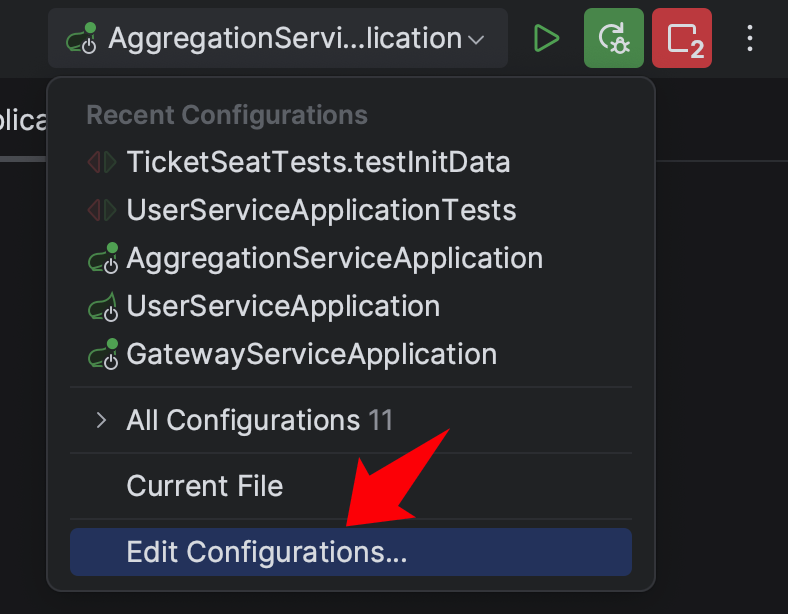 AggregationServi...lication
2
plica
Recent Configurations
TicketSeatTests.testInitData
UserServiceApplicationTests
AggregationServiceApplication
UserServiceApplication
GatewayServiceApplication
All Configurations 11
Current File
Edit Configurations...